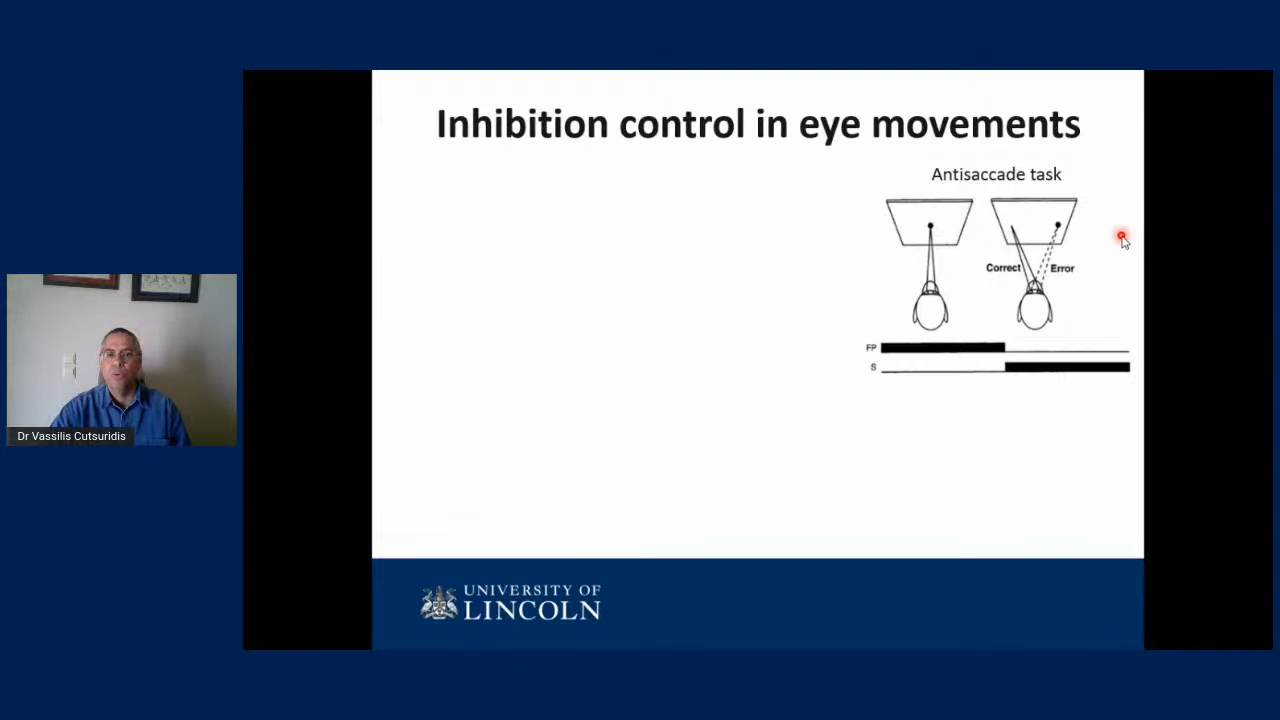 Inhibition control in eye movements
Antisaccade task
Correct
Error
FP
S
Dr Vassilis Cutsuridis
UNIVERSITY OF
LINCOLN